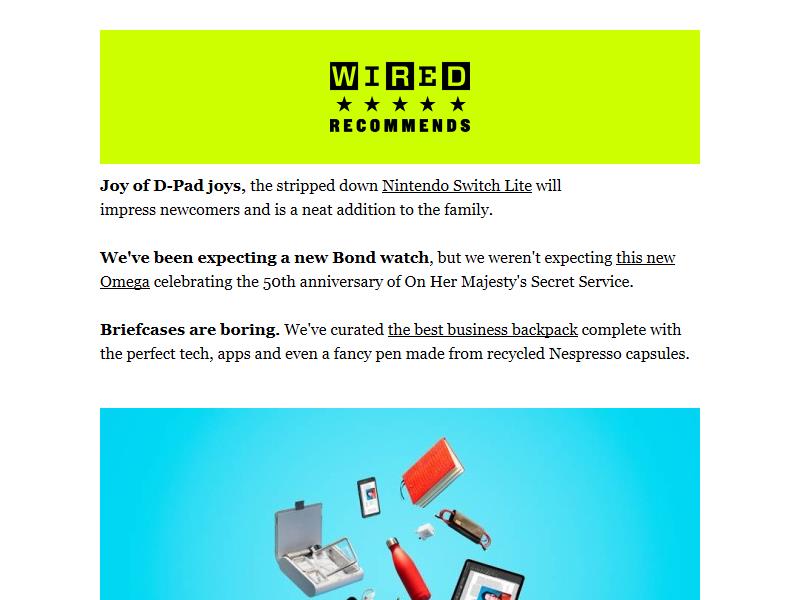 WIRED
RECOMMENDS
Joy of D-Pad joys, the stripped down Nintendo Switch Lite will
impress newcomers and is a neat addition to the family.
We've been expecting a new Bond watch, but we weren't expecting this new
Omega celebrating the 50th anniversary of On Her Majesty's Secret Service.
Briefcases are boring. We've curated the best business backpack complete with
the perfect tech, apps and even a fancy pen made from recycled Nespresso capsules.